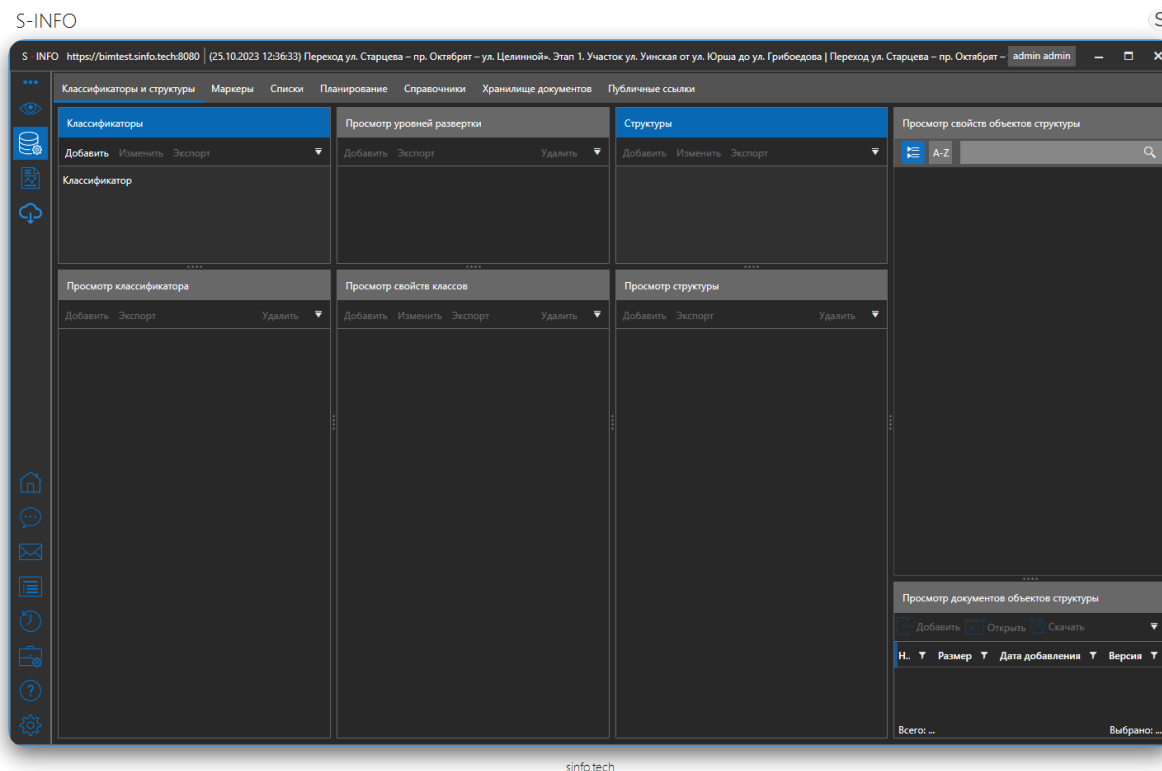 S-INFO
S
S - INFO https://bimtest.sinfo.tech:8080 | (25.10.2023 12:36:33) Переход ул. Старцева – пр. Октябрят – ул. Целинной». Этап 1. Участок ул. Уинская от ул. Юрша до ул. Грибоедова | Переход ул. Старцева – пр. Октябрят – admin admin
Классификаторы и структуры Маркеры Списки Планирование Справочники Хранилище документов Публичные ссылки
Классификаторы Просмотр уровней развертки Структуры Просмотр свойств объектов структуры
Добавить Изменить Экспорт Добавить Экспорт Удалить Добавить Изменить Экспорт A-Z
Классификатор
Просмотр классификатора Просмотр свойств классов Просмотр структуры
Добавить Экспорт Удалить Добавить Изменить Экспорт Удалить Добавить Экспорт Удалить
Просмотр документов объектов структуры
Добавить Открыть Скачать
Н.. Размер Дата добавления Версия
Всего: ... Выбрано: ...
sinfo.tech